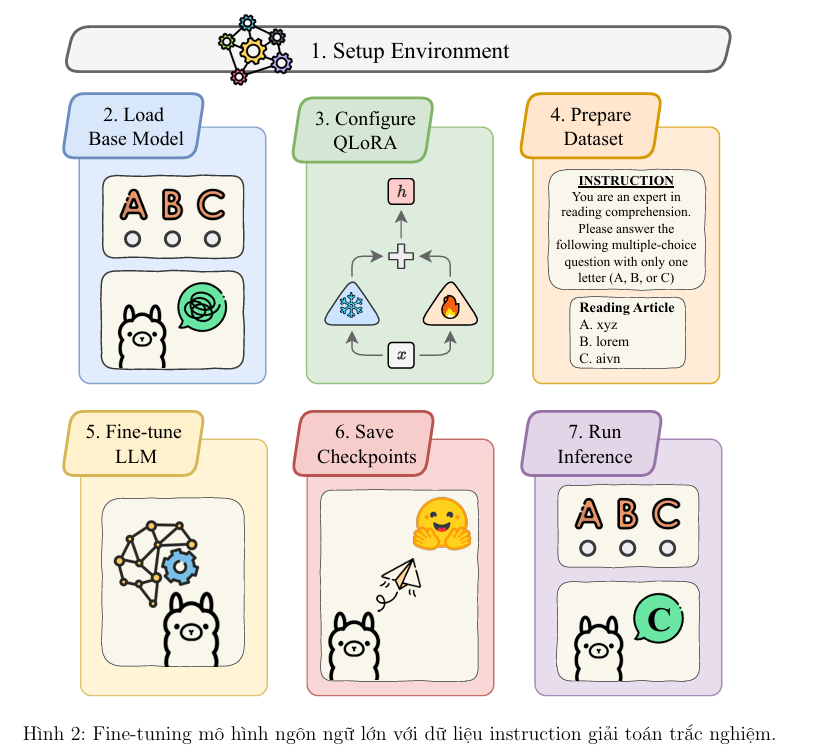 1. Setup Environment
2. Load
Base Model
A B C
3. Configure
QLoRA
h
x
4. Prepare
Dataset
INSTRUCTION
You are an expert in
reading comprehension.
Please answer the
following multiple-choice
question with only one
letter (A, B, or C)
Reading Article
A. xyz
B. lorem
C. aivn
5. Fine-tune
LLM
6. Save
Checkpoints
7. Run
Inference
A B C
C
Hình 2: Fine-tuning mô hình ngôn ngữ lớn với dữ liệu instruction giải toán trắc nghiệm.